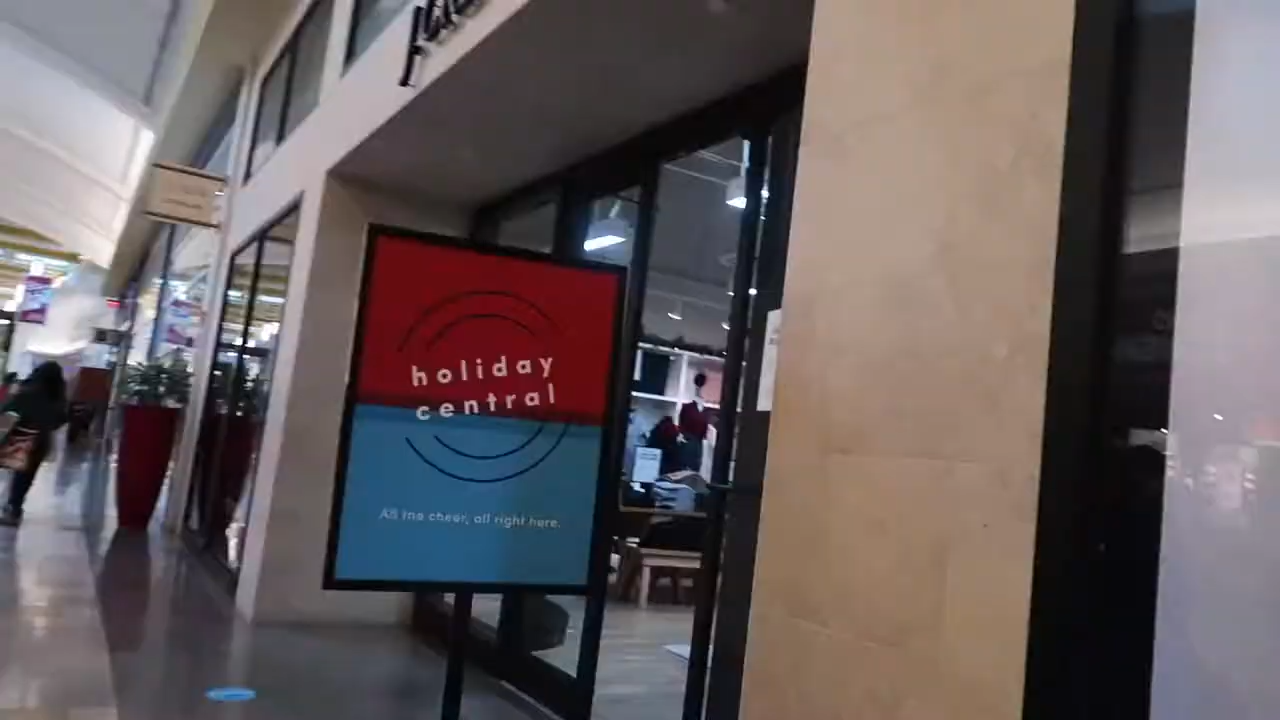 holiday
central
All the cheer, all right here.